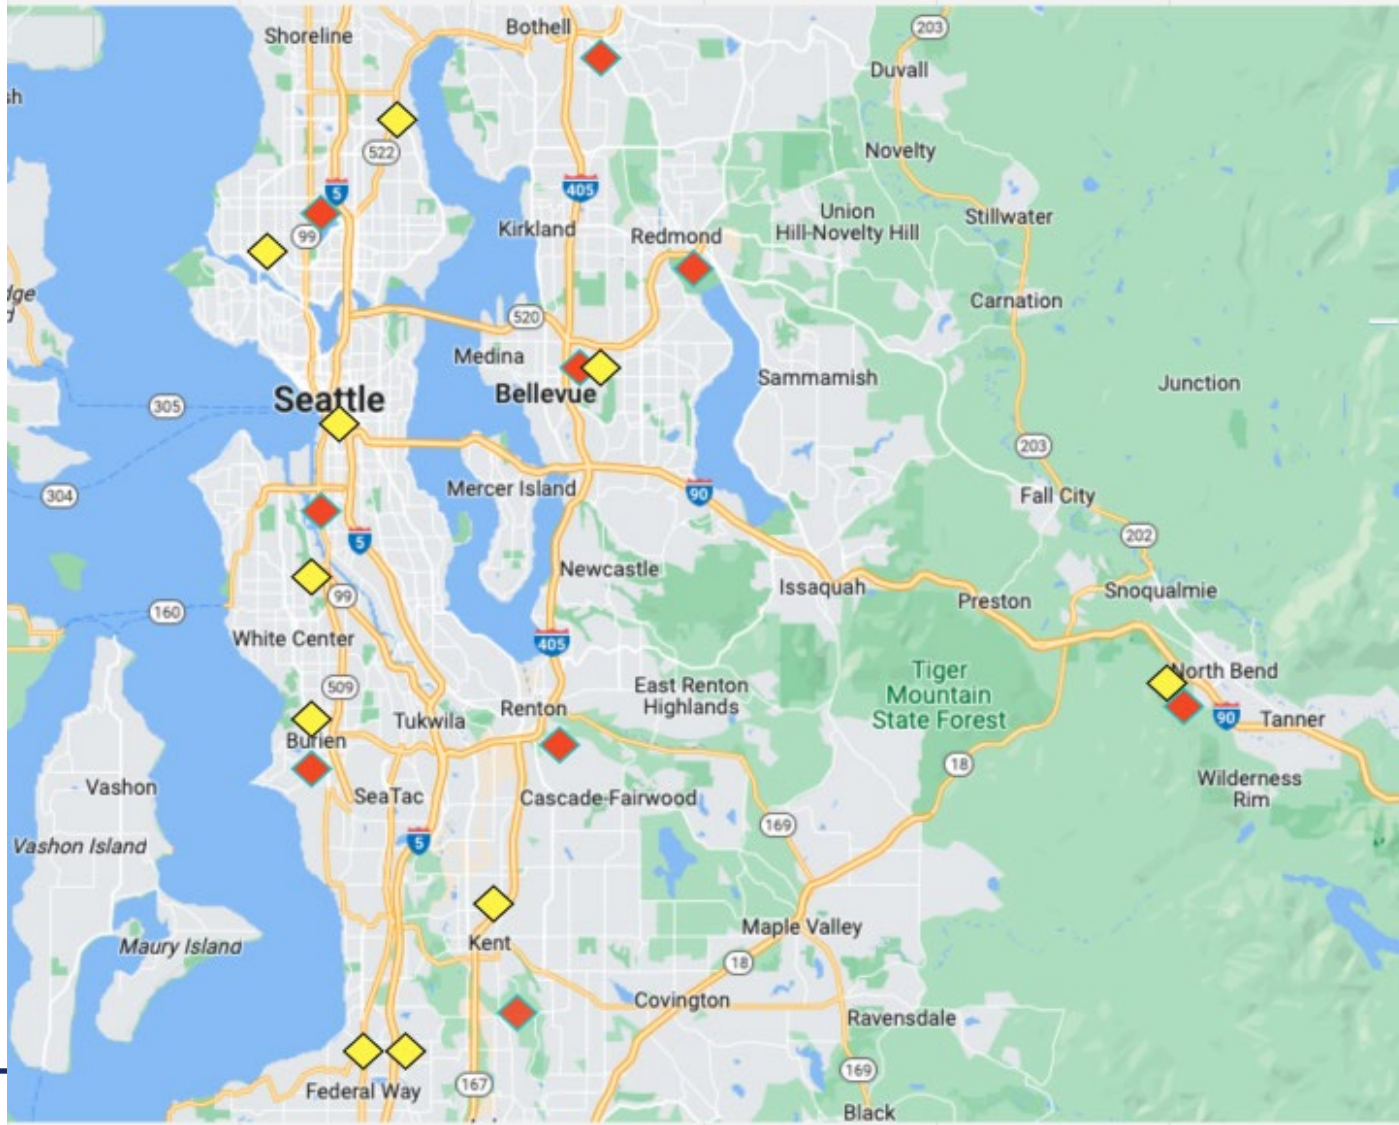 Shoreline
Bothell
203
Duvall
sh
522
Novelty
5
405
99
Kirkland
Redmond
Union
Hill-Novelty Hill
Stillwater
dge
Carnation
520
Medina
Sammamish
Junction
Bellevue
Seattle
305
203
Mercer Island
90
304
Fall City
202
5
Newcastle
Issaquah
Preston
Snoqualmie
99
160
White Center
405
Tiger
Mountain
State Forest
North Bend
East Renton
Highlands
509
Renton
Tukwila
90
Tanner
Burien
18
Wilderness
Rim
Vashon
SeaTac
Cascade-Fairwood
169
5
Vashon Island
Maple Valley
Maury Island
Kent
18
Covington
Ravensdale
169
167
Federal Way
Black